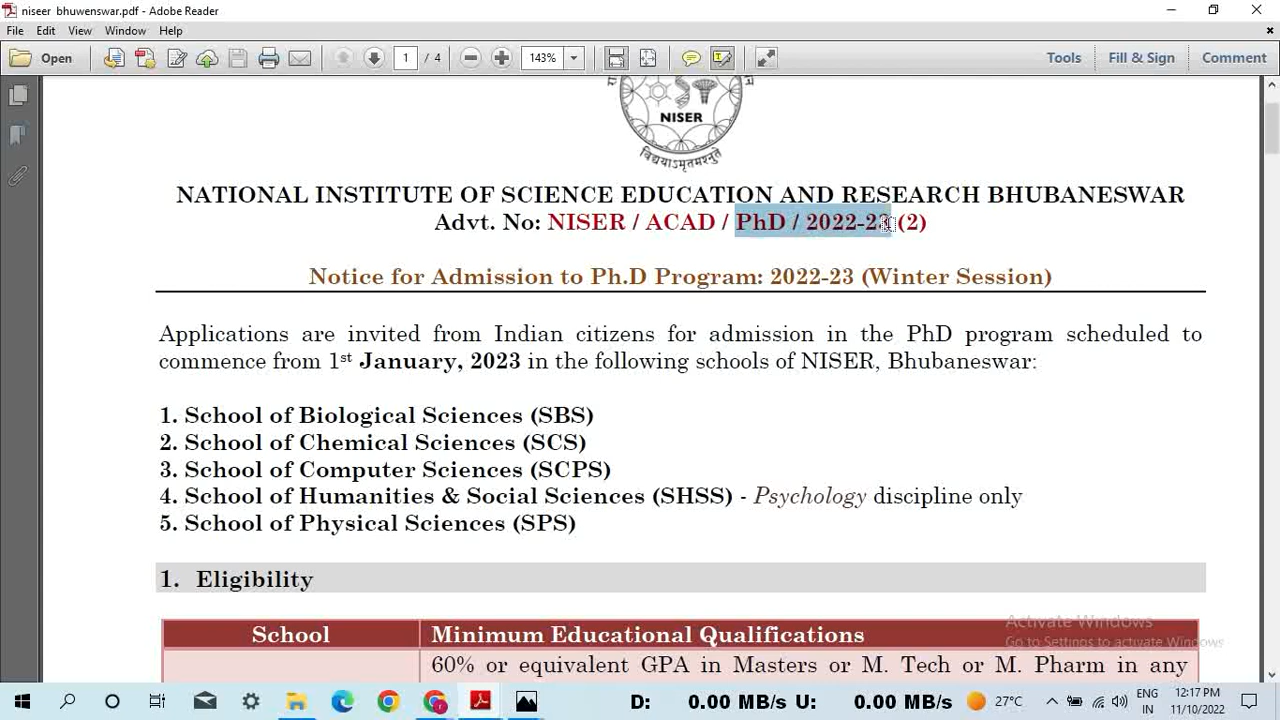 niseer bhuwenswar.pdf - Adobe Reader
File Edit View Window Help
Open 1 / 4 143% Tools Fill & Sign Comment
NISER
विद्ययाऽमृतमश्नुते
NATIONAL INSTITUTE OF SCIENCE EDUCATION AND RESEARCH BHUBANESWAR
Advt. No: NISER / ACAD / PhD / 2022-23 (2)
Notice for Admission to Ph.D Program: 2022-23 (Winter Session)
Applications are invited from Indian citizens for admission in the PhD program scheduled to
commence from 1st January, 2023 in the following schools of NISER, Bhubaneswar:
1. School of Biological Sciences (SBS)
2. School of Chemical Sciences (SCS)
3. School of Computer Sciences (SCPS)
4. School of Humanities & Social Sciences (SHSS) - Psychology discipline only
5. School of Physical Sciences (SPS)
1. Eligibility
School Minimum Educational Qualifications
60% or equivalent GPA in Masters or M. Tech or M. Pharm in any
Activate Windows
Go to Settings to activate Windows
D: 0.00 MB/s U: 0.00 MB/s 27°C ENG 12:17 PM
IN 11/10/2022